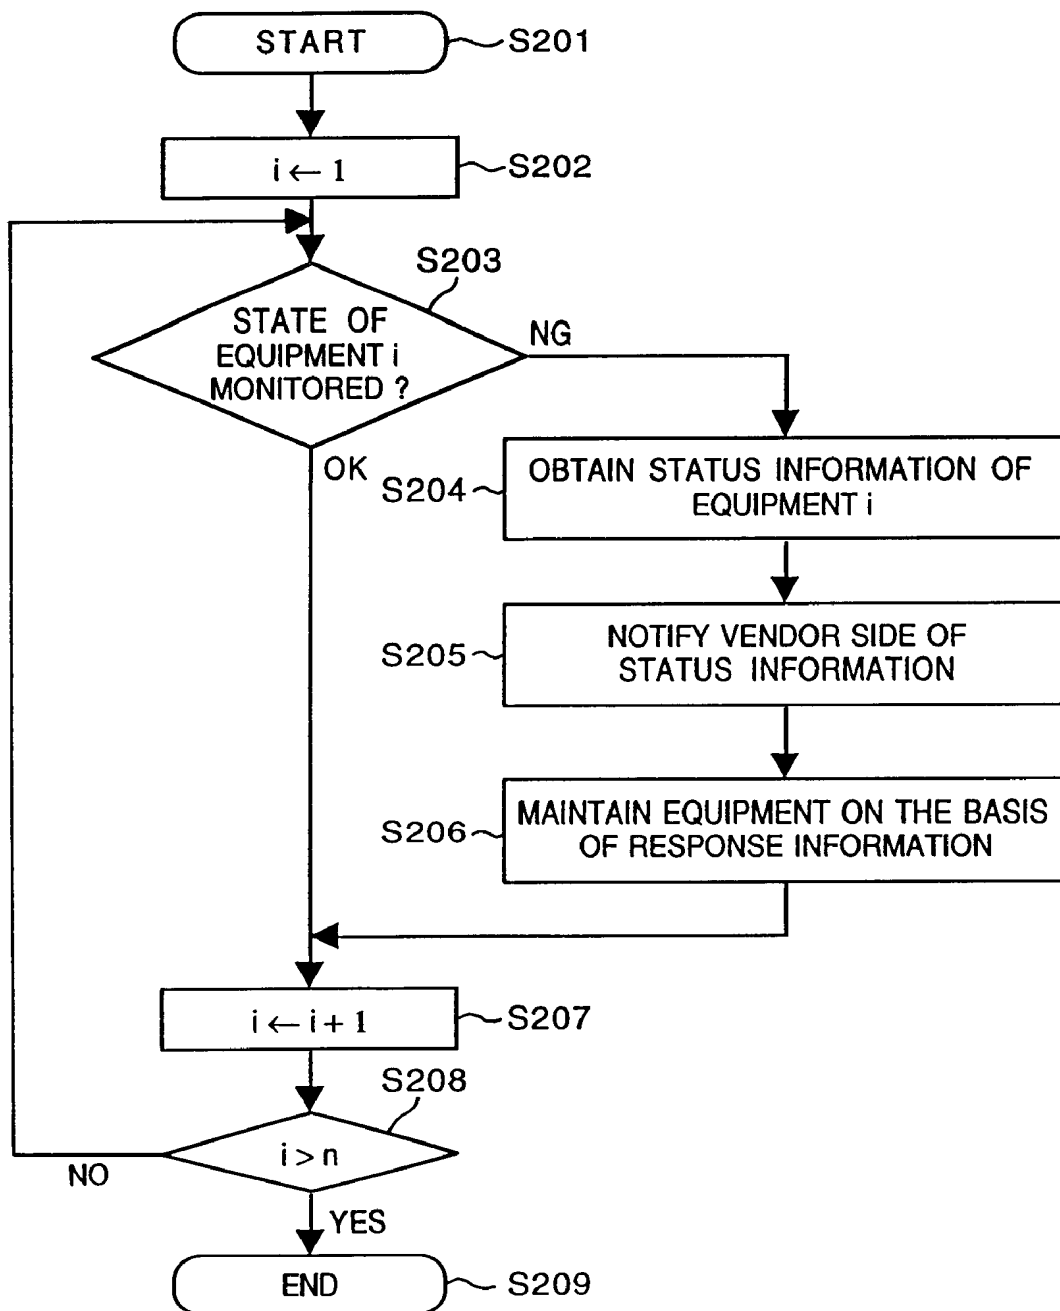 START
S201
i ← 1
S202
S203
STATE OF
EQUIPMENT i
MONITORED ?
NG
OK
S204
OBTAIN STATUS INFORMATION OF
EQUIPMENT i
S205
NOTIFY VENDOR SIDE OF
STATUS INFORMATION
S206
MAINTAIN EQUIPMENT ON THE BASIS
OF RESPONSE INFORMATION
i ← i + 1
S207
S208
i > n
NO
YES
END
S209